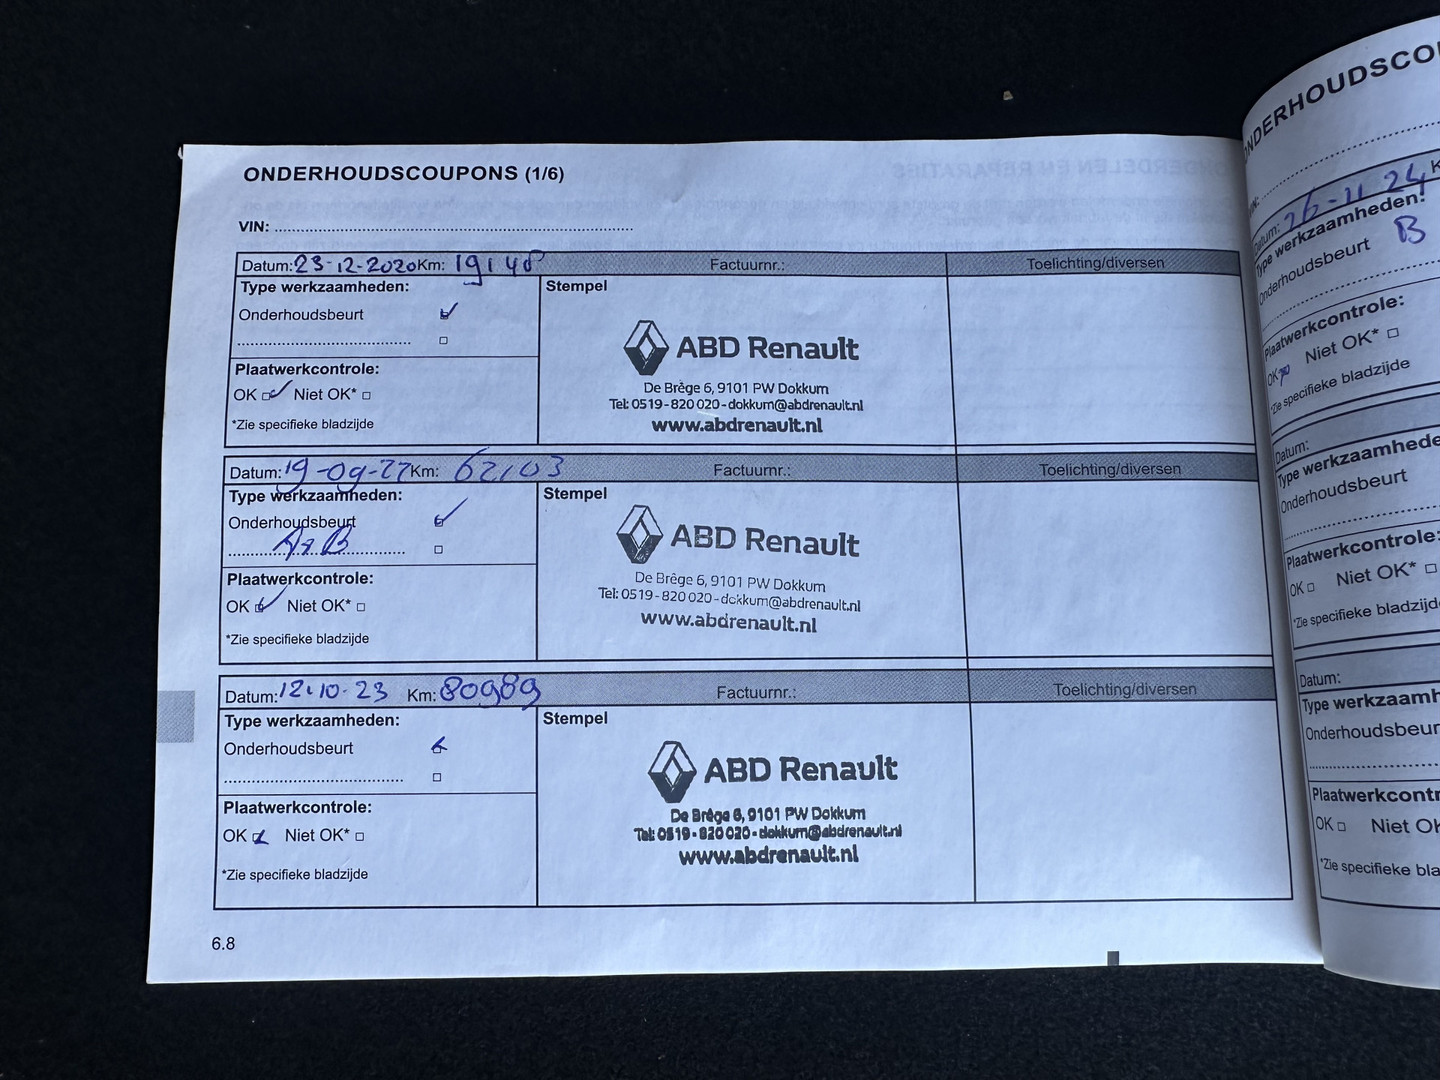 ONDERHOUDSCOUPONS (1/6)
VIN: ......................................................................
Datum: 23-12-2020 Km: 19148 Factuurnr.: Toelichting/diversen
Type werkzaamheden:
Stempel
Onderhoudsbeurt
ABD Renault
De Brêge 6, 9101 PW Dokkum
Tel: 0519-820 020 - dokkum@abdrenault.nl
www.abdrenault.nl
Plaatwerkcontrole:
OK Niet OK*
*Zie specifieke bladzijde
Datum: 19-09-22 Km: 62103 Factuurnr.: Toelichting/diversen
Type werkzaamheden:
Stempel
Onderhoudsbeurt
ABD Renault
De Brêge 6, 9101 PW Dokkum
Tel: 0519-820 020-dokkum@abdrenault.nl
www.abdrenault.nl
Plaatwerkcontrole:
OK Niet OK*
*Zie specifieke bladzijde
Datum: 12-10-23 Km: 80989 Factuurnr.: Toelichting/diversen
Type werkzaamheden:
Stempel
Onderhoudsbeurt
ABD Renault
De Brêge 6, 9101 PW Dokkum
Tel: 0519-820 020-dokkum@abdrenault.nl
www.abdrenault.nl
Plaatwerkcontrole:
OK Niet OK*
*Zie specifieke bladzijde
6.8
Datum: 26-11 24
Type werkzaamheden:
Onderhoudsbeurt B
Plaatwerkcontrole:
OK Niet OK*
*Zie specifieke bladzijde
Datum:
Type werkzaamhede
Onderhoudsbeurt
Plaatwerkcontrole:
OK Niet OK*
*Zie specifieke bladzijd
Datum:
Type werkzaamh
Onderhoudsbeur
Plaatwerkcontr
OK Niet OK
*Zie specifieke bla